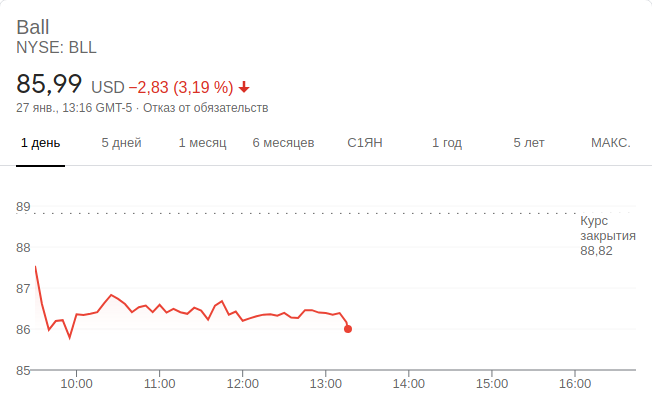 Ball
NYSE: BLL
85,99 USD −2,83 (3,19 %)
27 янв., 13:16 GMT-5 · Отказ от обязательств
1 день 5 дней 1 месяц 6 месяцев С1ЯН 1 год 5 лет МАКС.
89
Курс
закрытия
88,82
88
87
86
85
10:00 11:00 12:00 13:00 14:00 15:00 16:00